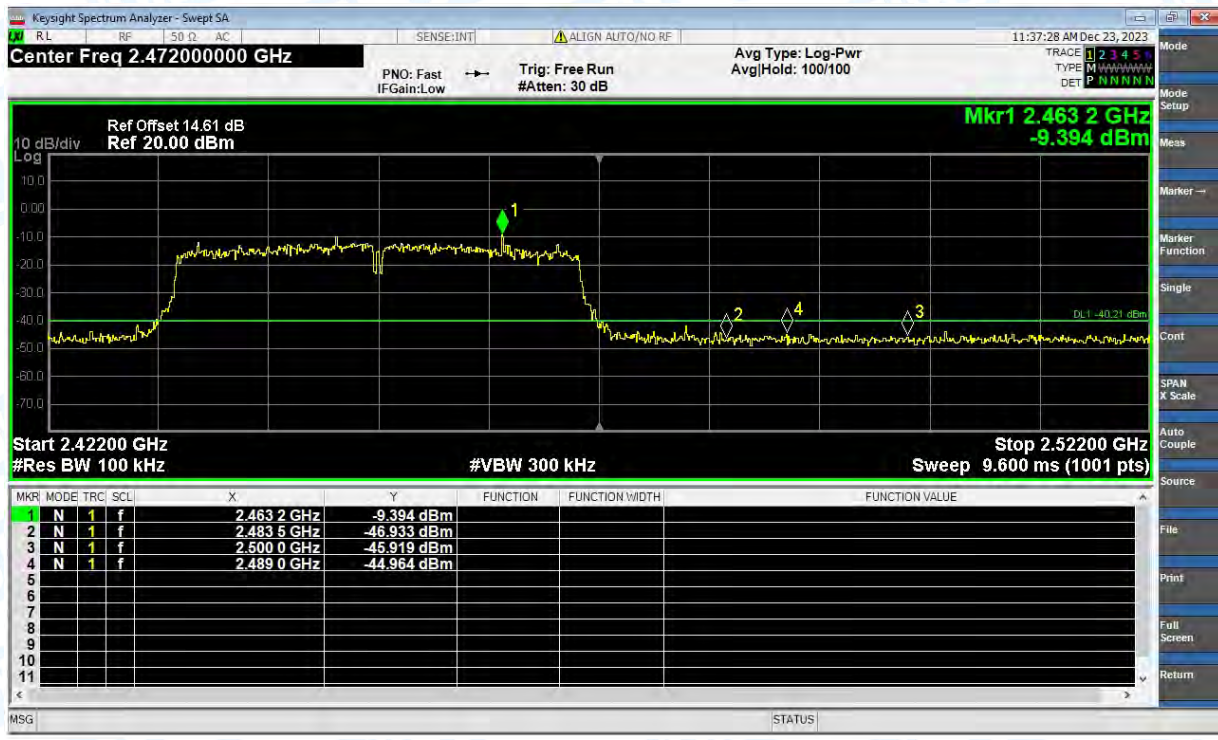 Keysight Spectrum Analyzer - Swept SA
RL RF 50 Ω AC SENSE:INT ALIGN AUTO/NO RF 11:37:28 AM Dec 23, 2023
Center Freq 2.472000000 GHz
PNO: Fast
IFGain:Low
Trig: Free Run
#Atten: 30 dB
Avg Type: Log-Pwr
Avg|Hold: 100/100
TRACE 1 2 3 4 5 6
TYPE M WWWWW
DET P N N N N N
Ref Offset 14.61 dB
10 dB/div Ref 20.00 dBm
Log
Mkr1 2.463 2 GHz
-9.394 dBm
10.0
0.00
-10.0
-20.0
-30.0
-40.0
-50.0
-60.0
-70.0
1
2
4
3
DL1 -40.21 dBm
Start 2.42200 GHz Stop 2.52200 GHz
#Res BW 100 kHz #VBW 300 kHz Sweep 9.600 ms (1001 pts)
MKR MODE TRC SCL X Y FUNCTION FUNCTION WIDTH FUNCTION VALUE
1 N 1 f 2.463 2 GHz -9.394 dBm
2 N 1 f 2.483 5 GHz -46.933 dBm
3 N 1 f 2.500 0 GHz -45.919 dBm
4 N 1 f 2.489 0 GHz -44.964 dBm
5
6
7
8
9
10
11
MSG STATUS
Mode
Mode
Setup
Meas
Marker →
Marker
Function
Single
Cont
SPAN
X Scale
Auto
Couple
Source
File
Print
Full
Screen
Return